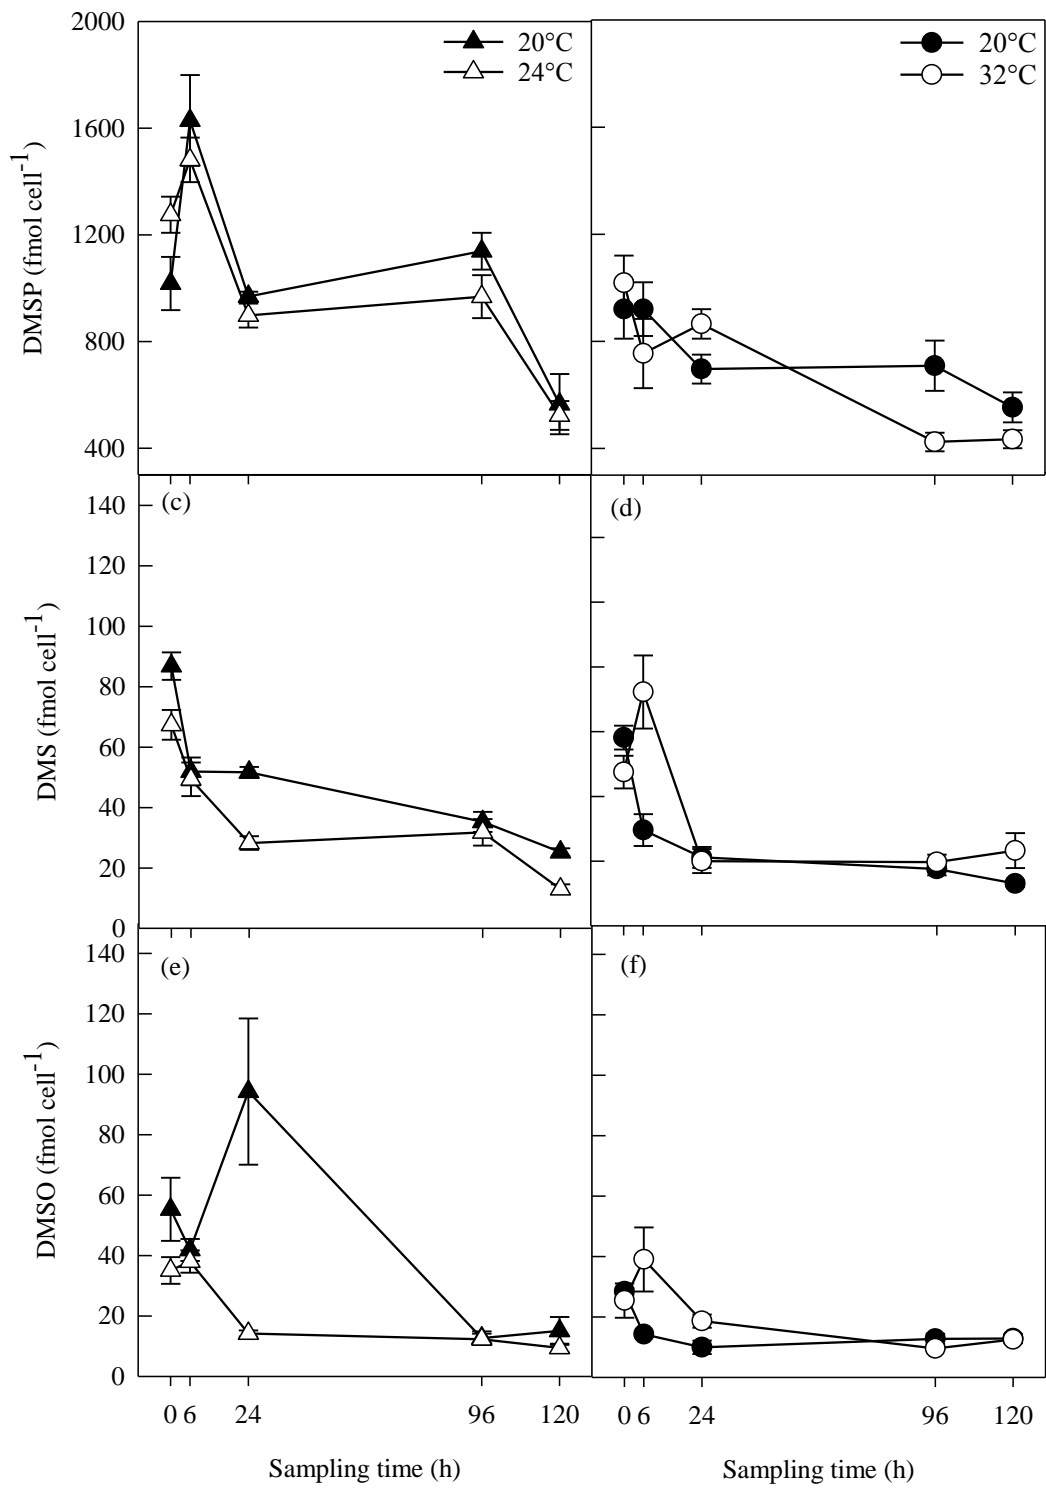 2000
1600
1200
800
400
DMSP (fmol cell-1)
20°C
24°C
20°C
32°C
(c)
140
120
100
80
60
40
20
0
DMS (fmol cell-1)
(d)
(e)
140
120
100
80
60
40
20
0
DMSO (fmol cell-1)
(f)
0 6 24 96 120
0 6 24 96 120
Sampling time (h)
Sampling time (h)